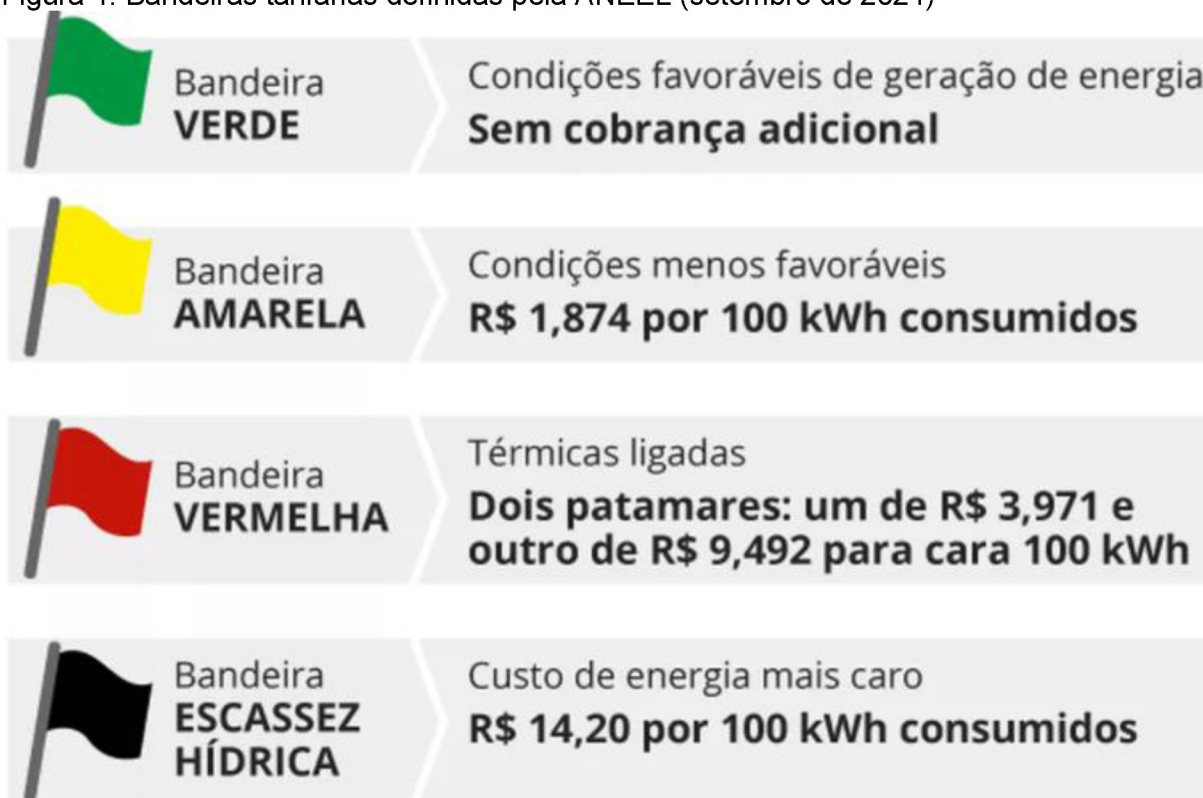 Figura 1: Bandeiras tarifárias definidas pela ANEEL (setembro de 2021)
Bandeira
VERDE
Condições favoráveis de geração de energia
Sem cobrança adicional
Bandeira
AMARELA
Condições menos favoráveis
R$ 1,874 por 100 kWh consumidos
Bandeira
VERMELHA
Térmicas ligadas
Dois patamares: um de R$ 3,971 e
outro de R$ 9,492 para cara 100 kWh
Bandeira
ESCASSEZ
HÍDRICA
Custo de energia mais caro
R$ 14,20 por 100 kWh consumidos